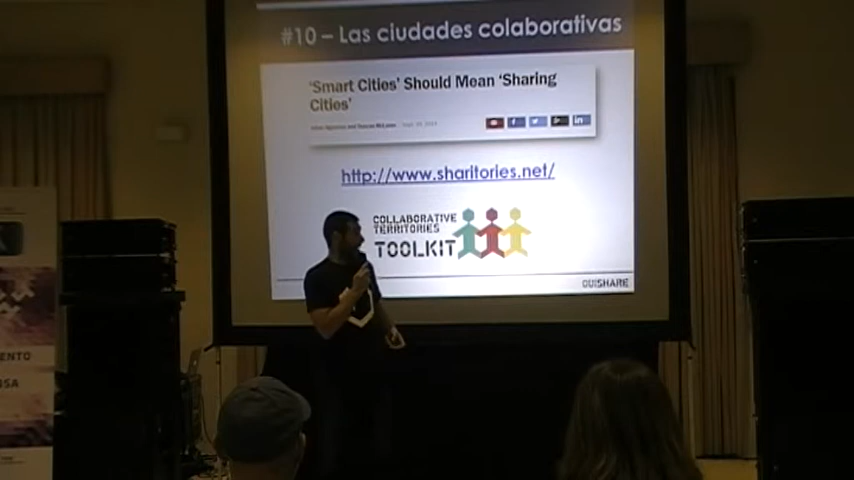 #10 – Las ciudades colaborativas
'Smart Cities' Should Mean 'Sharing
Cities'
http://www.sharitories.net/
COLLABORATIVE
TERRITORIES
TOOLKIT
OUISHARE